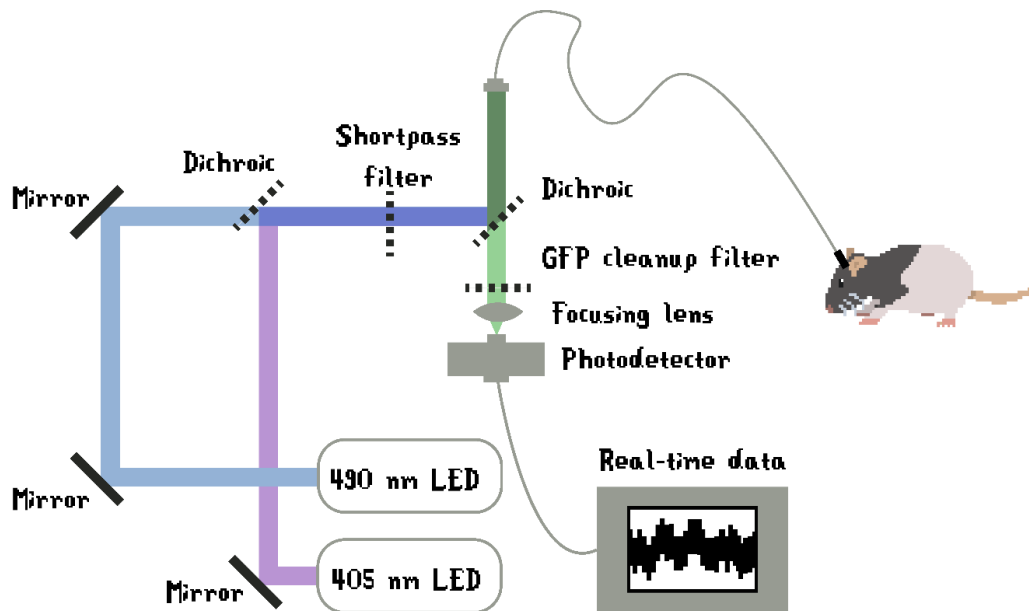 Shortpass
filter
Dichroic
Mirror
Dichroic
GFP cleanup filter
Focusing lens
Photodetector
490 nm LED
Mirror
Real-time data
405 nm LED
Mirror